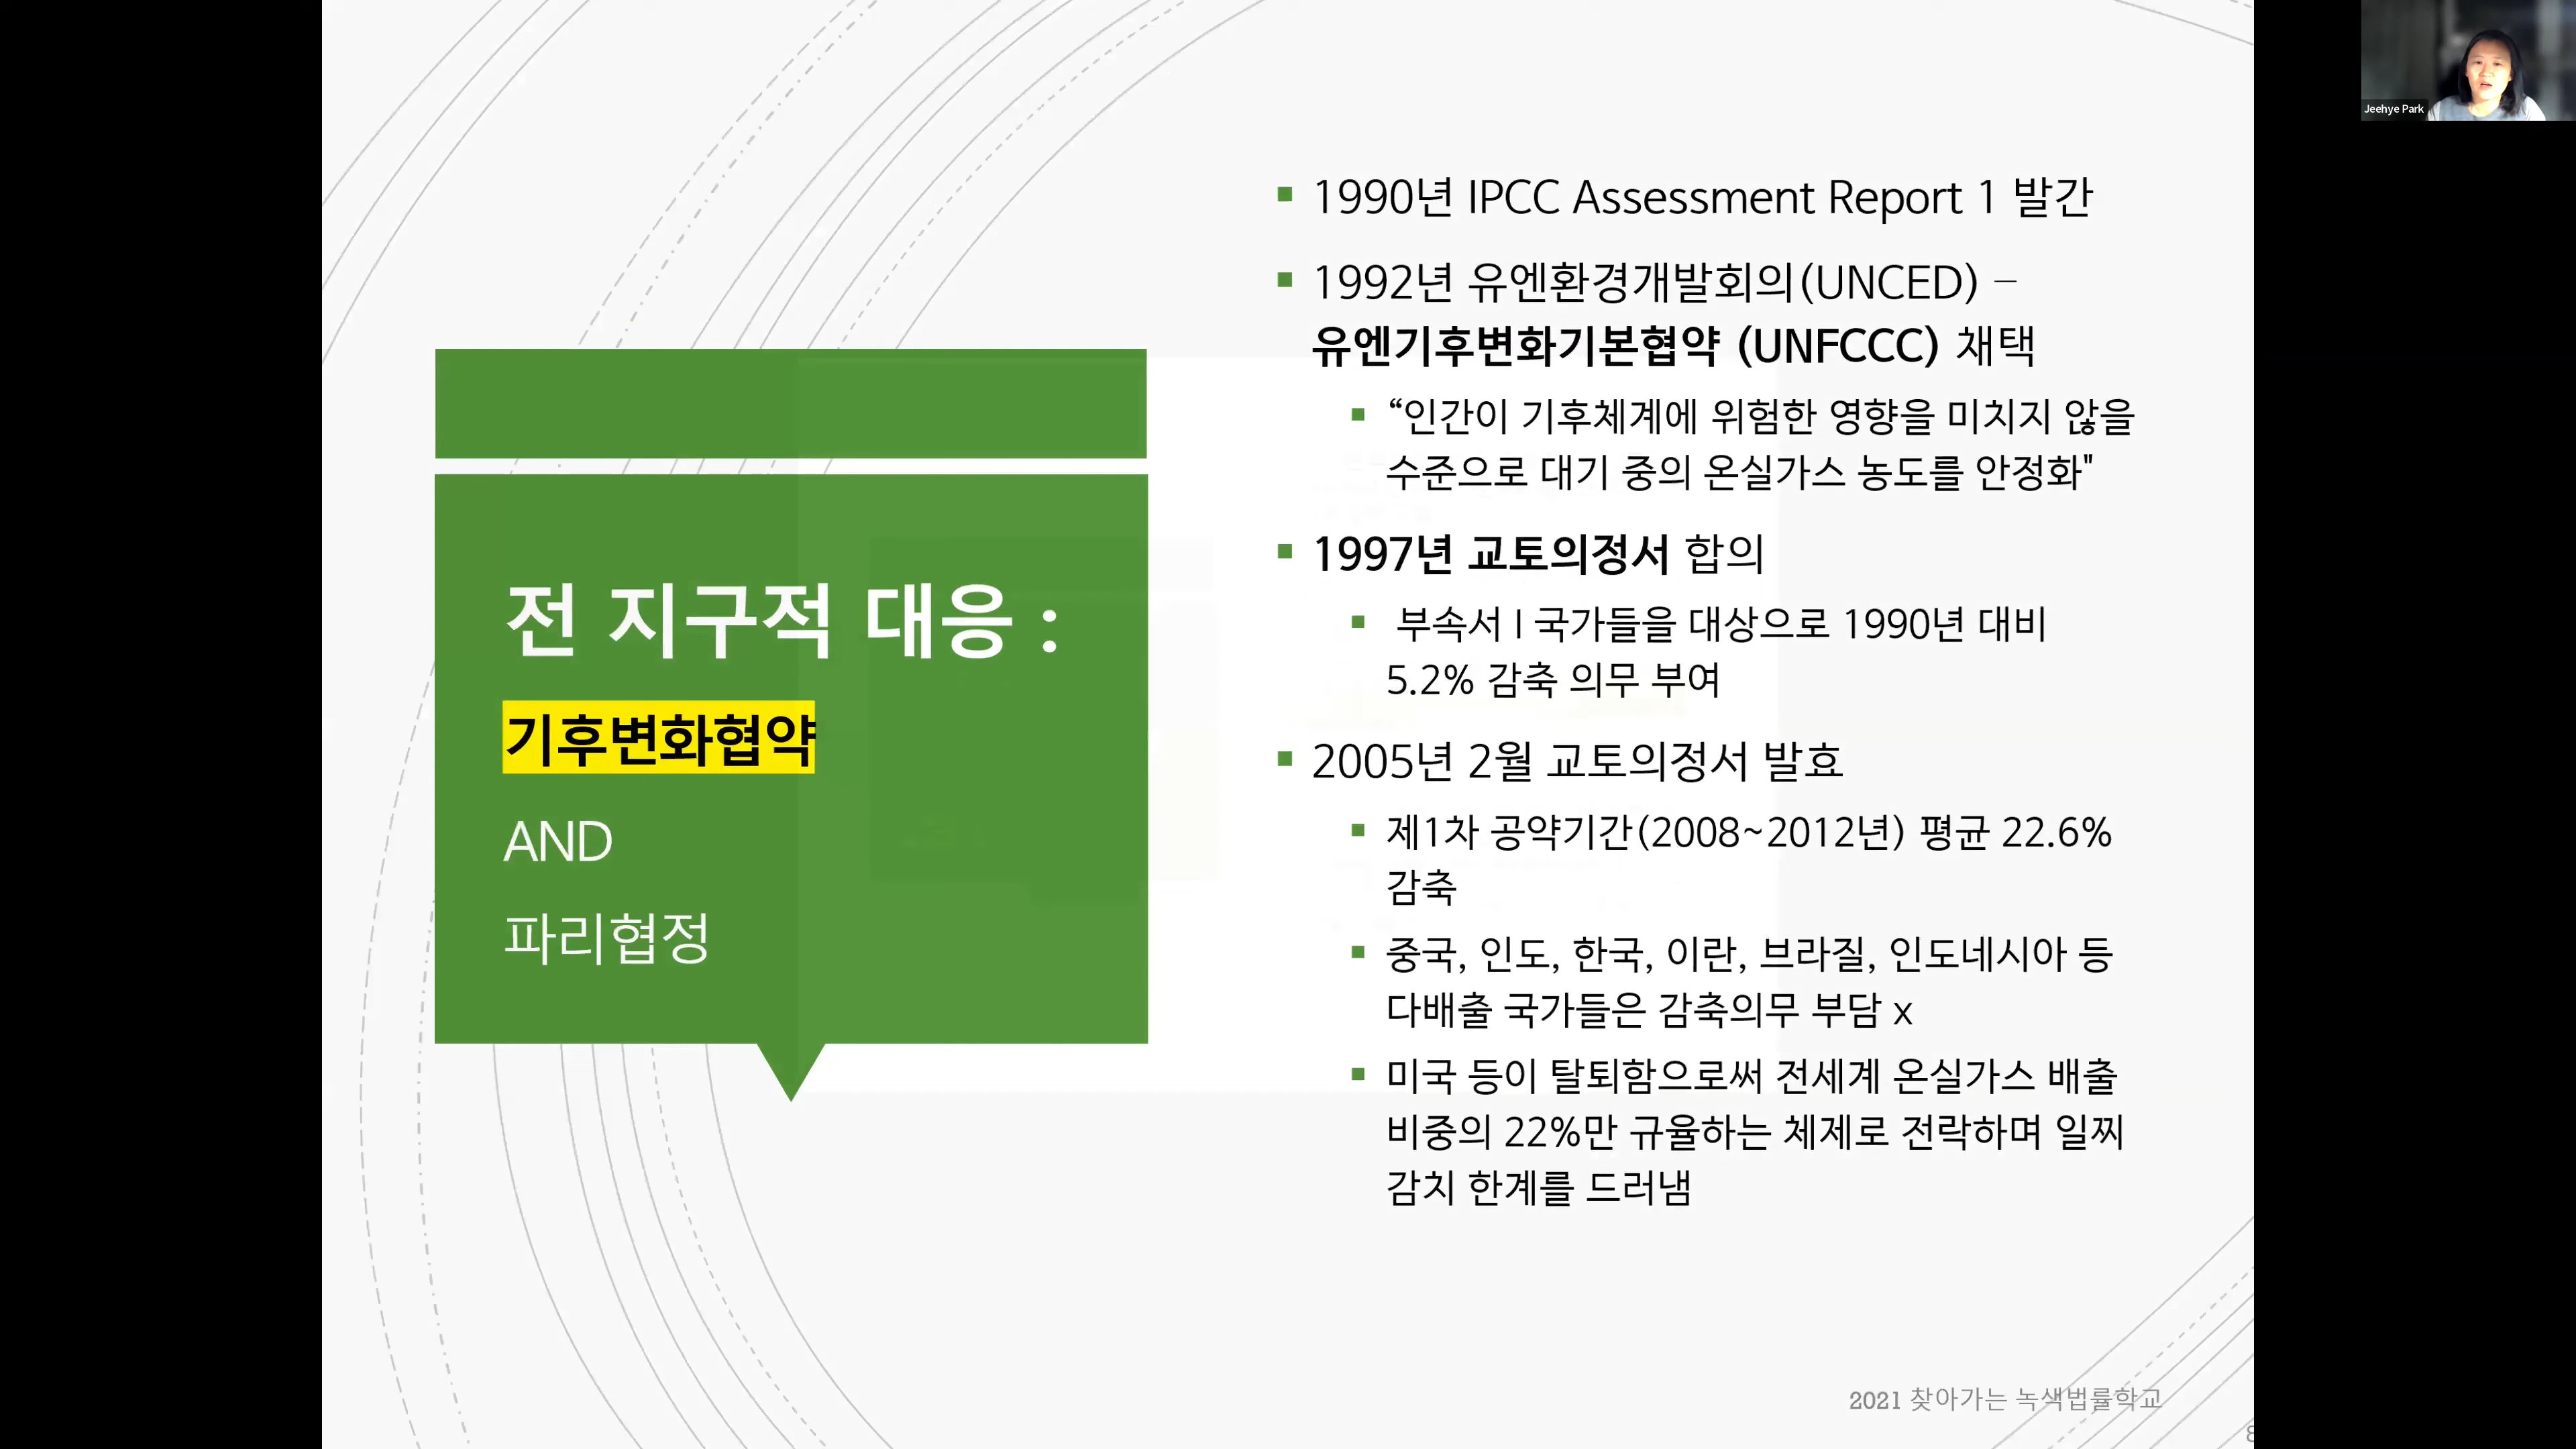 전 지구적 대응 :
기후변화협약
AND
파리협정
▪ 1990년 IPCC Assessment Report 1 발간
▪ 1992년 유엔환경개발회의(UNCED) –
유엔기후변화기본협약 (UNFCCC) 채택
▪ “인간이 기후체계에 위험한 영향을 미치지 않을
수준으로 대기 중의 온실가스 농도를 안정화"
▪ 1997년 교토의정서 합의
▪ 부속서 I 국가들을 대상으로 1990년 대비
5.2% 감축 의무 부여
▪ 2005년 2월 교토의정서 발효
▪ 제1차 공약기간(2008~2012년) 평균 22.6%
감축
▪ 중국, 인도, 한국, 이란, 브라질, 인도네시아 등
다배출 국가들은 감축의무 부담 x
▪ 미국 등이 탈퇴함으로써 전세계 온실가스 배출
비중의 22%만 규율하는 체제로 전락하며 일찌
감치 한계를 드러냄
2021 찾아가는 녹색법률학교
Jeehye Park